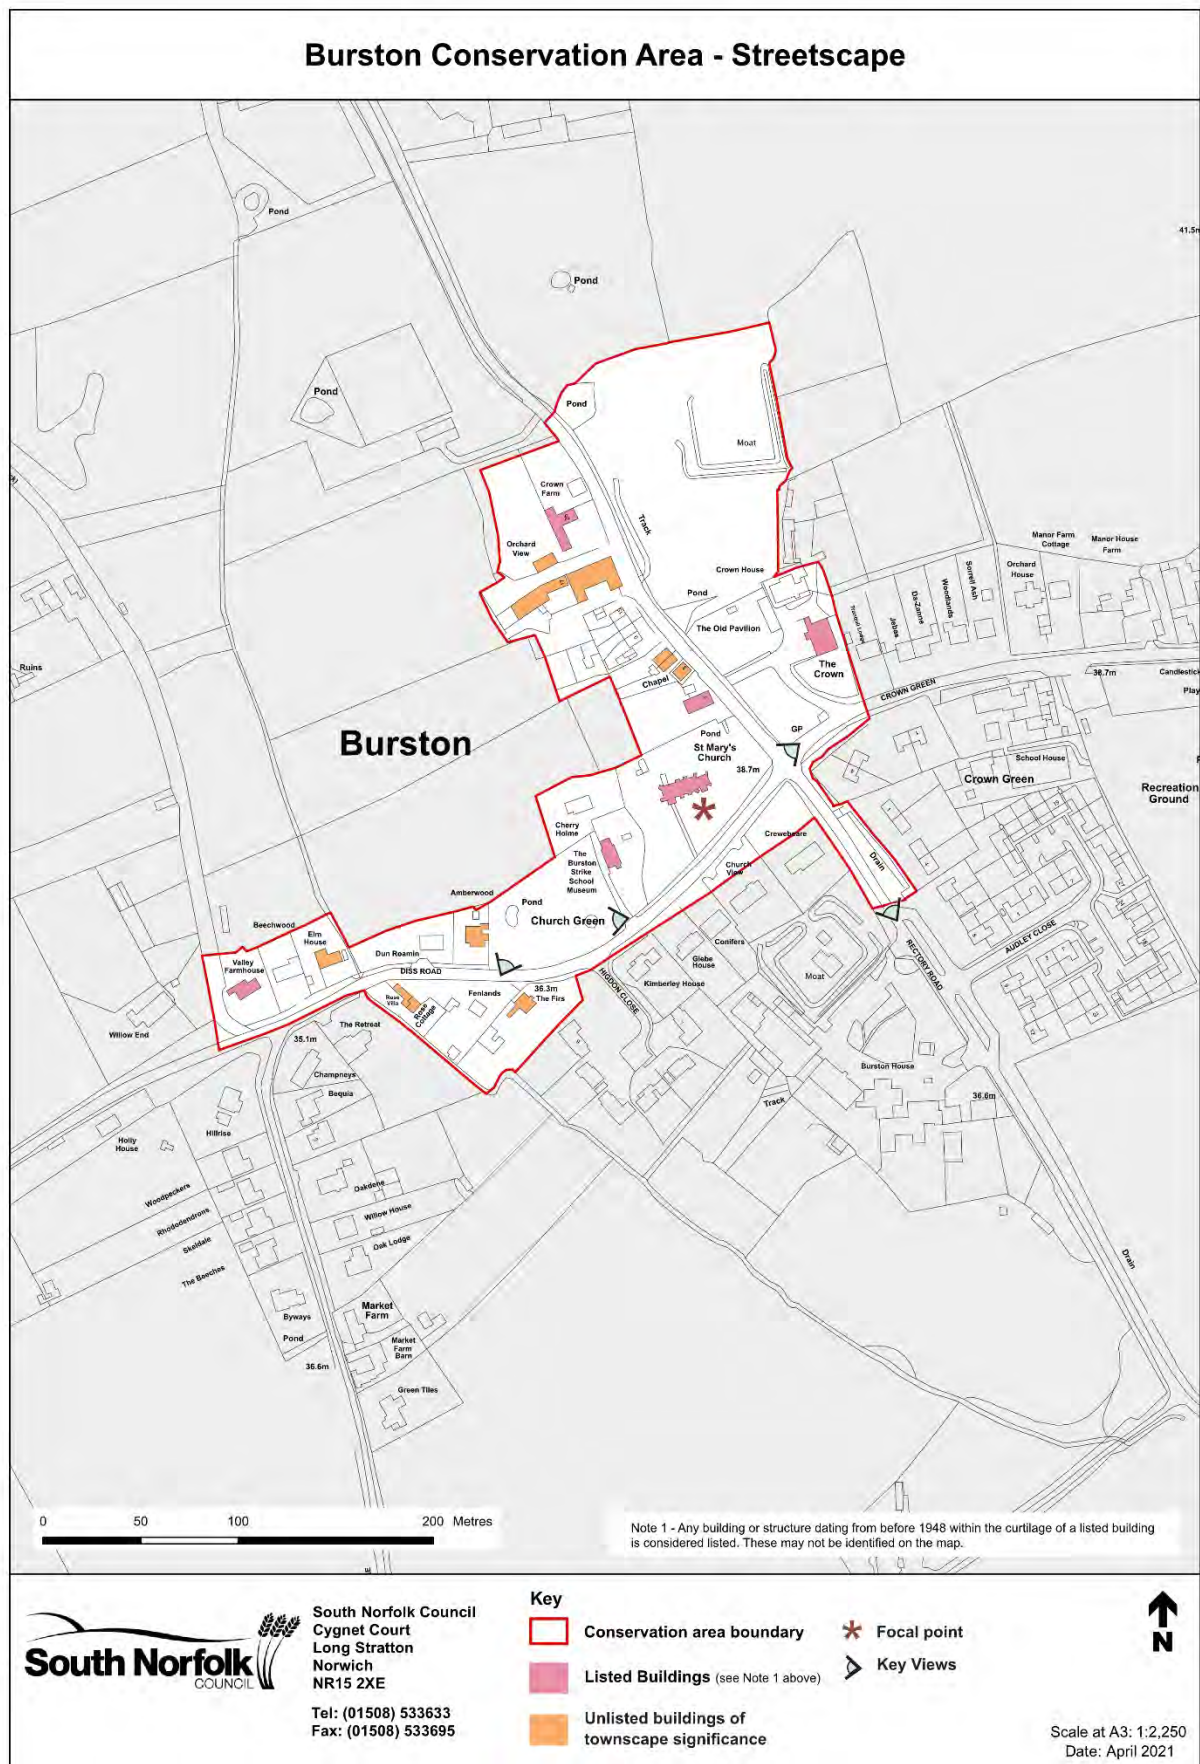 Burston Conservation Area - Streetscape
Pond
41.5m
Pond
Pond
Pond
Moat
Crown
Farm
Track
Orchard
View
Manor Farm
Cottage
Manor House
Farm
Crown House
Orchard
House
Sorrell Ash
Woodlands
Da-Zanne
Jebes
Pond
The Old Pavilion
Ruins
The
Crown
Chapel
38.7m
Candlestick
Play
CROWN GREEN
Burston
Pond
GP
St Mary's
Church
38.7m
School House
Crown Green
Recreation
Ground
Cherry
Holme
Crewebeare
The
Burston
Strike
School
Museum
Church
View
Drain
Amberwood
Pond
Church Green
Beechwood
Elm
House
Dun Roamin
DISS ROAD
Valley
Farmhouse
Conifers
Glebe
House
Kimberley House
Moat
AUDLEY CLOSE
RECTORY ROAD
HIGDON CLOSE
36.3m
The Firs
Fenlands
Rose
Villa
Rose
Cottage
Willow End
The Retreat
35.1m
Champneys
Bequia
Burston House
36.6m
Track
Holly
House
Hillrise
Woodpeckers
Rhododendrons
Skeldale
The Beeches
Oakdene
Willow House
Oak Lodge
Drain
Byways
Pond
Market
Farm
Market
Farm
Barn
36.6m
Green Tiles
0 50 100 200 Metres
Note 1 - Any building or structure dating from before 1948 within the curtilage of a listed building
is considered listed. These may not be identified on the map.
South Norfolk
COUNCIL
South Norfolk Council
Cygnet Court
Long Stratton
Norwich
NR15 2XE
Tel: (01508) 533633
Fax: (01508) 533695
Key
Conservation area boundary
Listed Buildings (see Note 1 above)
Unlisted buildings of
townscape significance
Focal point
Key Views
N
Scale at A3: 1:2,250
Date: April 2021